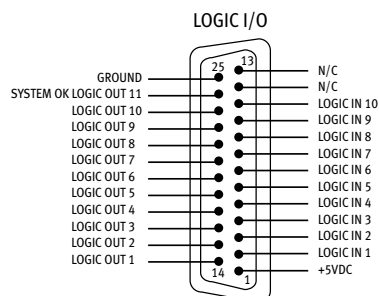 LOGIC I/O
25
13
GROUND
SYSTEM OK LOGIC OUT 11
LOGIC OUT 10
LOGIC OUT 9
LOGIC OUT 8
LOGIC OUT 7
LOGIC OUT 6
LOGIC OUT 5
LOGIC OUT 4
LOGIC OUT 3
LOGIC OUT 2
LOGIC OUT 1
N/C
N/C
LOGIC IN 10
LOGIC IN 9
LOGIC IN 8
LOGIC IN 7
LOGIC IN 6
LOGIC IN 5
LOGIC IN 4
LOGIC IN 3
LOGIC IN 2
LOGIC IN 1
+5VDC
14
1